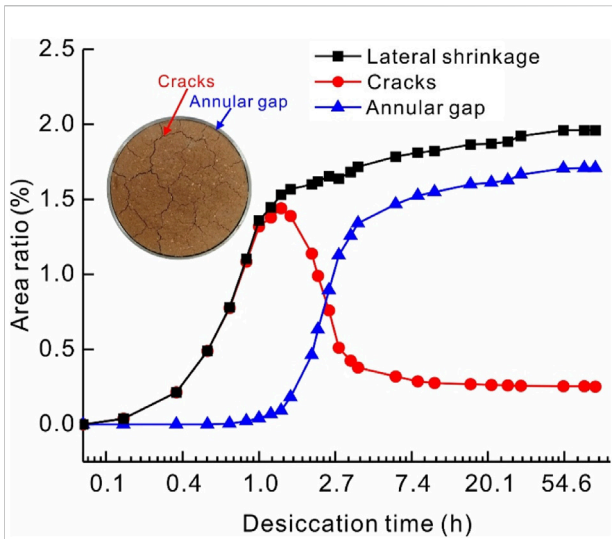 2.5
2.0
1.5
1.0
0.5
0.0
Area ratio (%)
Lateral shrinkage
Cracks
Annular gap
Cracks
Annular gap
0.1 0.4 1.0 2.7 7.4 20.1 54.6
Desiccation time (h)